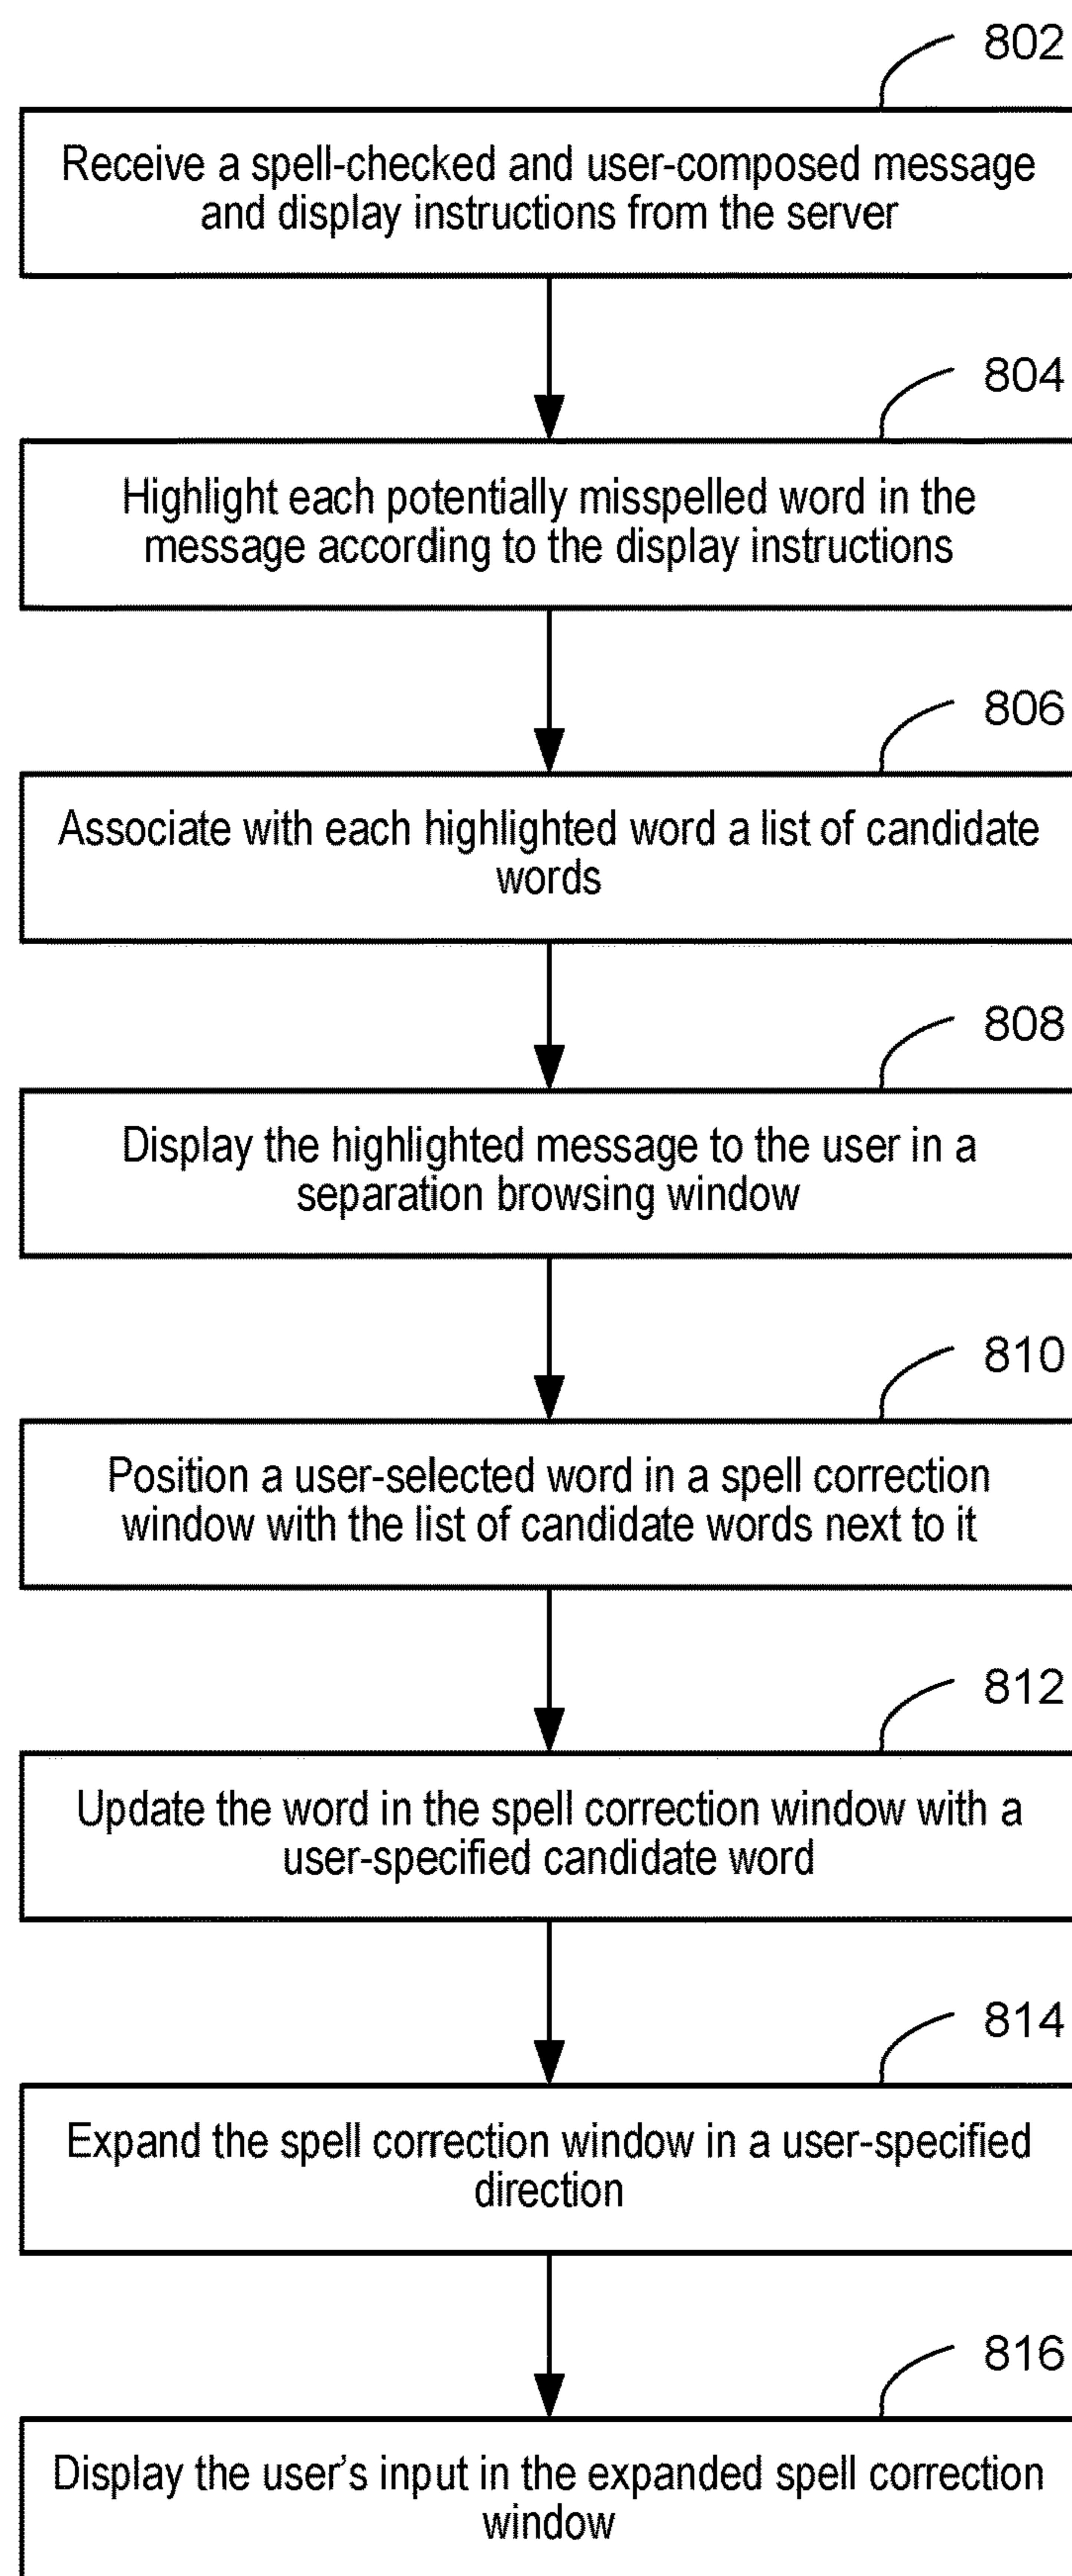 802
Receive a spell-checked and user-composed message
and display instructions from the server
804
Highlight each potentially misspelled word in the
message according to the display instructions
806
Associate with each highlighted word a list of candidate
words
808
Display the highlighted message to the user in a
separation browsing window
810
Position a user-selected word in a spell correction
window with the list of candidate words next to it
812
Update the word in the spell correction window with a
user-specified candidate word
814
Expand the spell correction window in a user-specified
direction
816
Display the user's input in the expanded spell correction
window